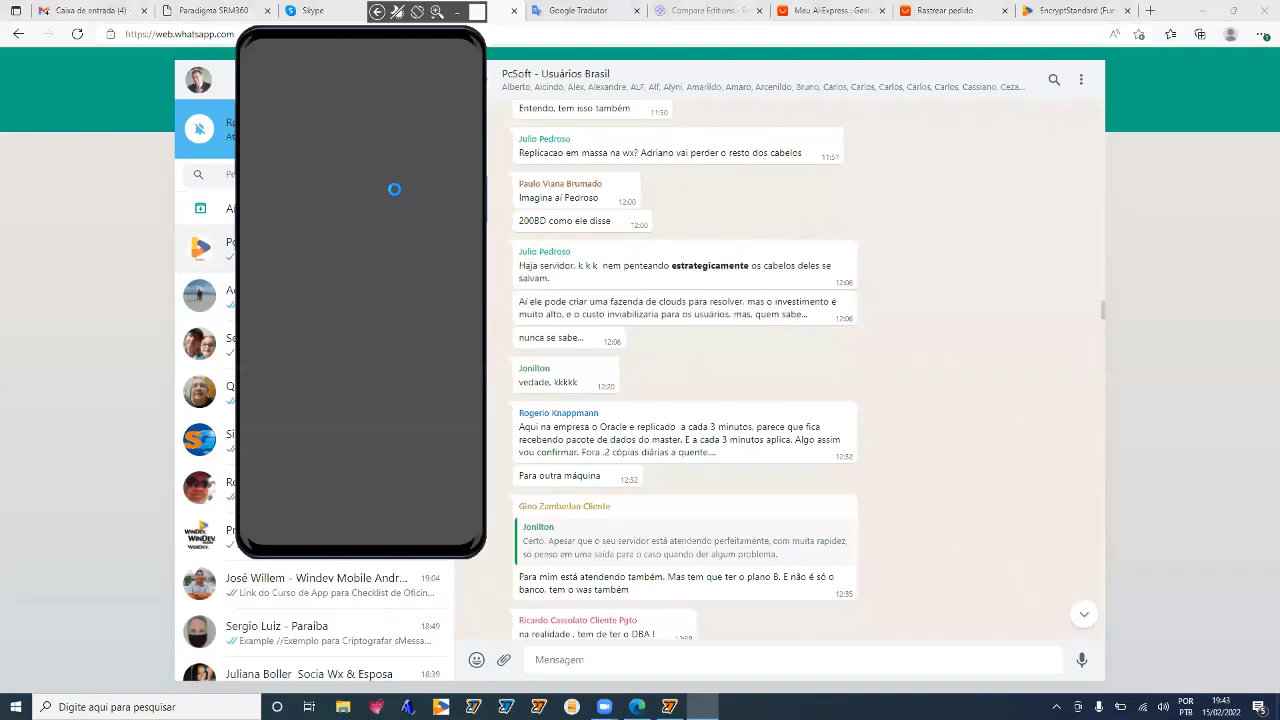 Caixa de entrada (4) -
Paradigma SRM360
Skype
Google Tradutor
Compare Editions -
Meu AliExpress
Rastrear pedido
EncryptStandard (Fun
https://web.whatsapp.com
PcSoft - Usuários Brasil
Alberto, Alcindo, Alex, Alexandre, ALF, Alf, Alyni, Amarildo, Amaro, Arcenildo, Bruno, Carlos, Carlos, Carlos, Carlos, Carlos, Cassiano, Ceza...
Entendo, tem isso também
11:50
Julio Pedroso
Replicacao em massa na wx? Adriano vai perder o resto dos cabelos
11:57
Paulo Viana Brumado
Imagina aí Pedroso
12:00
200BD como ele disse
12:00
Julio Pedroso
Haja servidor. k k k nem penteando estrategicamente os cabelos deles se
salvam.
12:06
Aí ele pode criar uma fazenda de clouds para resolver, mas o investimento é
muito alto, e o custo inviabilizaria para os usuários, mas, quem sabe...
12:06
nunca se sabe...
12:06
Jonilton
vedade, kkkkk
12:20
Rogerio Knappmann
Aqui na empresa o Oracle é replicado a cada 3 minutos, parece que fica
recebendo pacote de dados do master. E a cada 3 minutos aplica. Algo assim
vou confirmar. Fora .2 cópias diárias a quente....
12:32
Para outra máquina
12:32
Gino Zamberlan Cliente
Jonilton
Certo. Apesar que o seu servidor está atendendo perfeitamente, com muita rapidez,
só penso em uma saída para o caso quando der algum problema.
Para mim está atendendo também. Mas tem que ter o plano B. E não é só o
banco, tem o was também
12:35
Ricardo Cassolato Cliente Pgto
na realidade , tem de ter o DBA !
WinDev
WinDev.
WebDev.
José Willem - Windev Mobile Andr...
19:04
Link do Curso de App para Checklist de Oficin...
Sergio Luiz - Paraiba
18:49
Example //Exemplo para Criptografar sMessa...
Juliana Boller Socia Wx & Esposa
18:39
Mensagem
Digite aqui para pesquisar
POR
PTB
19:43
15/02/2022